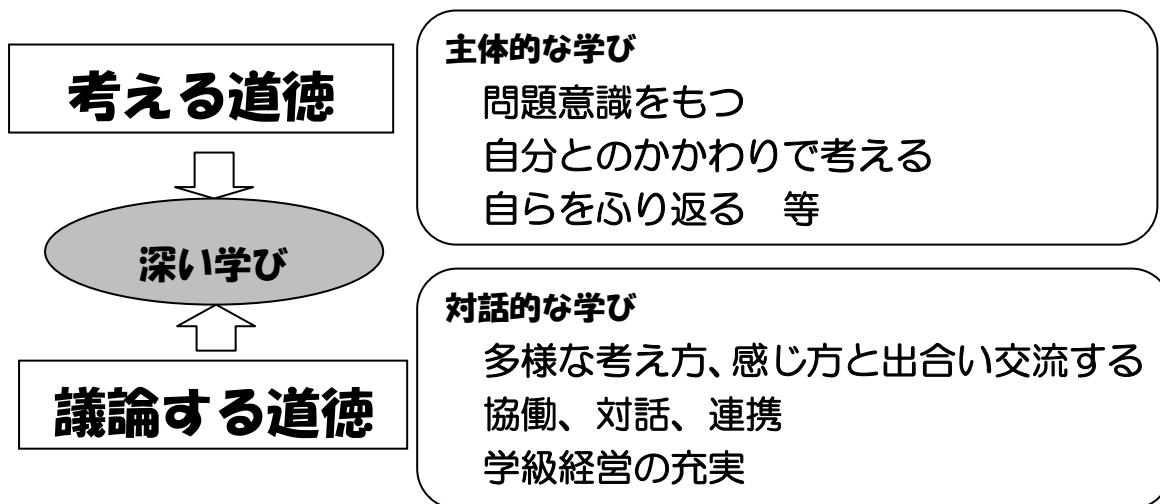 考える道徳
深い学び
議論する道徳
主体的な学び
問題意識をもつ
自分とのかかわりで考える
自らをふり返る　等
対話的な学び
多様な考え方、感じ方と出合い交流する
協働、対話、連携
学級経営の充実